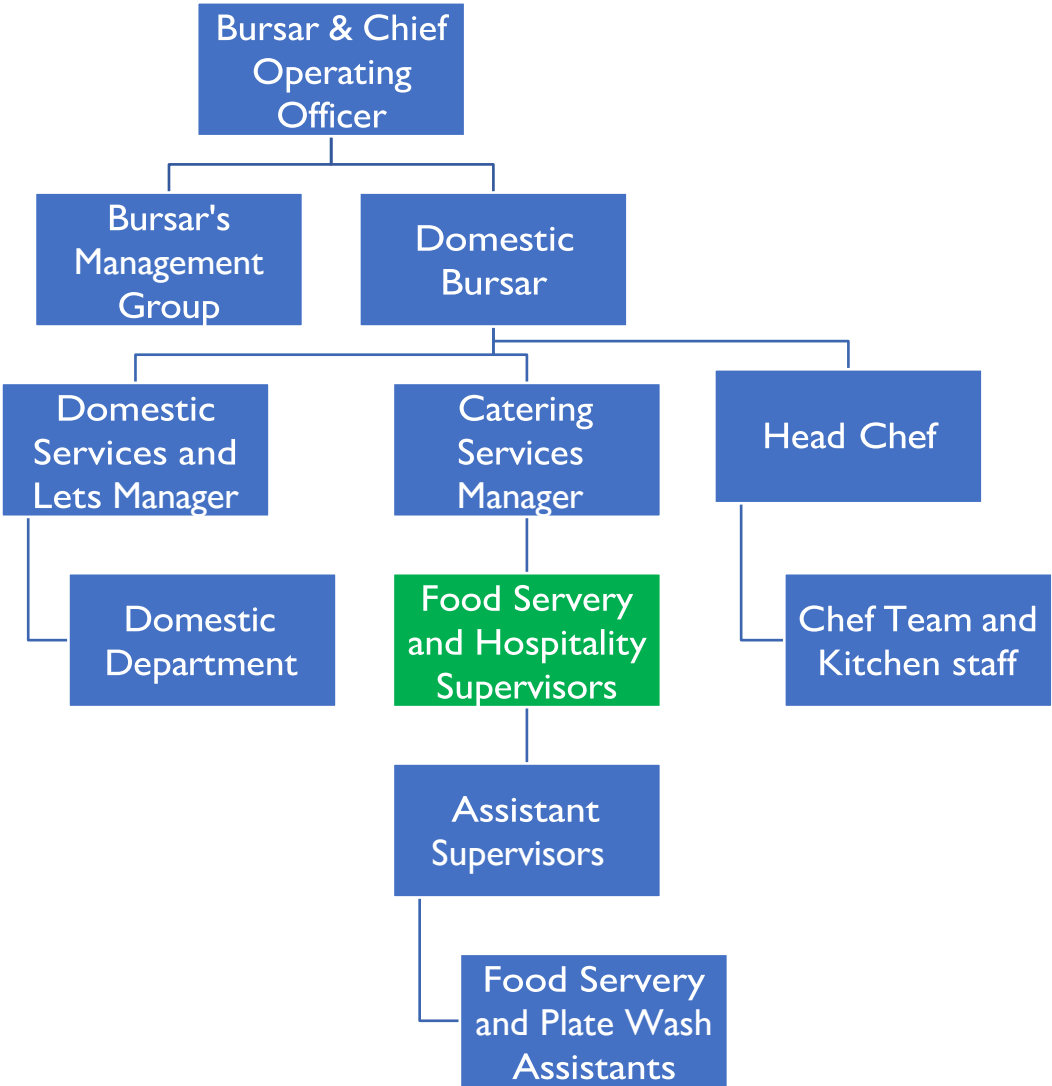 Bursar & Chief
Operating
Officer
Bursar's
Management
Group
Domestic
Bursar
Domestic
Services and
Lets Manager
Catering
Services
Manager
Head Chef
Domestic
Department
Food Servery
and Hospitality
Supervisors
Chef Team and
Kitchen staff
Assistant
Supervisors
Food Servery
and Plate Wash
Assistants